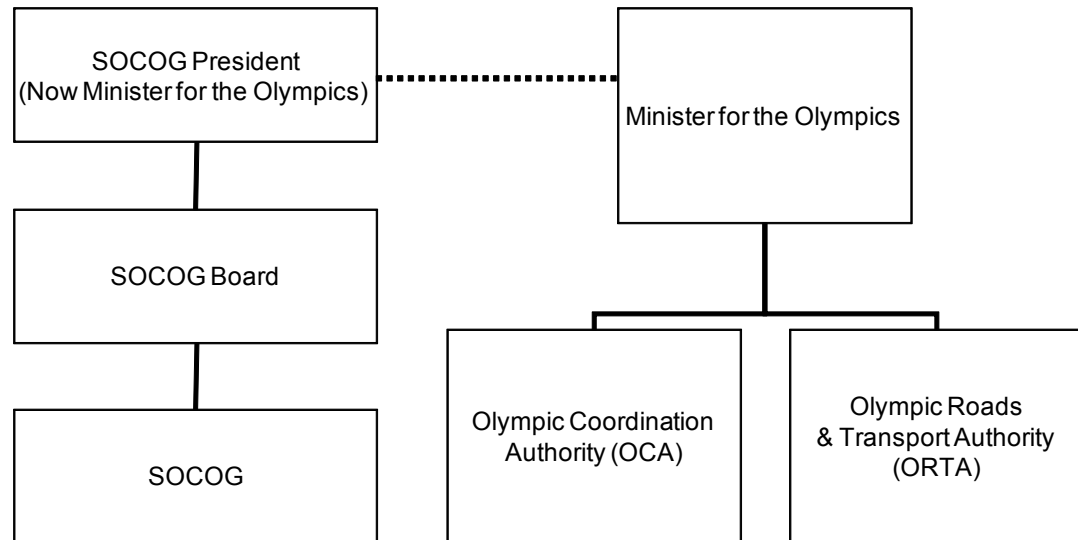 SOCOG President
(Now Minister for the Olympics)
Minister for the Olympics
SOCOG Board
SOCOG
Olympic Coordination
Authority (OCA)
Olympic Roads
& Transport Authority
(ORTA)